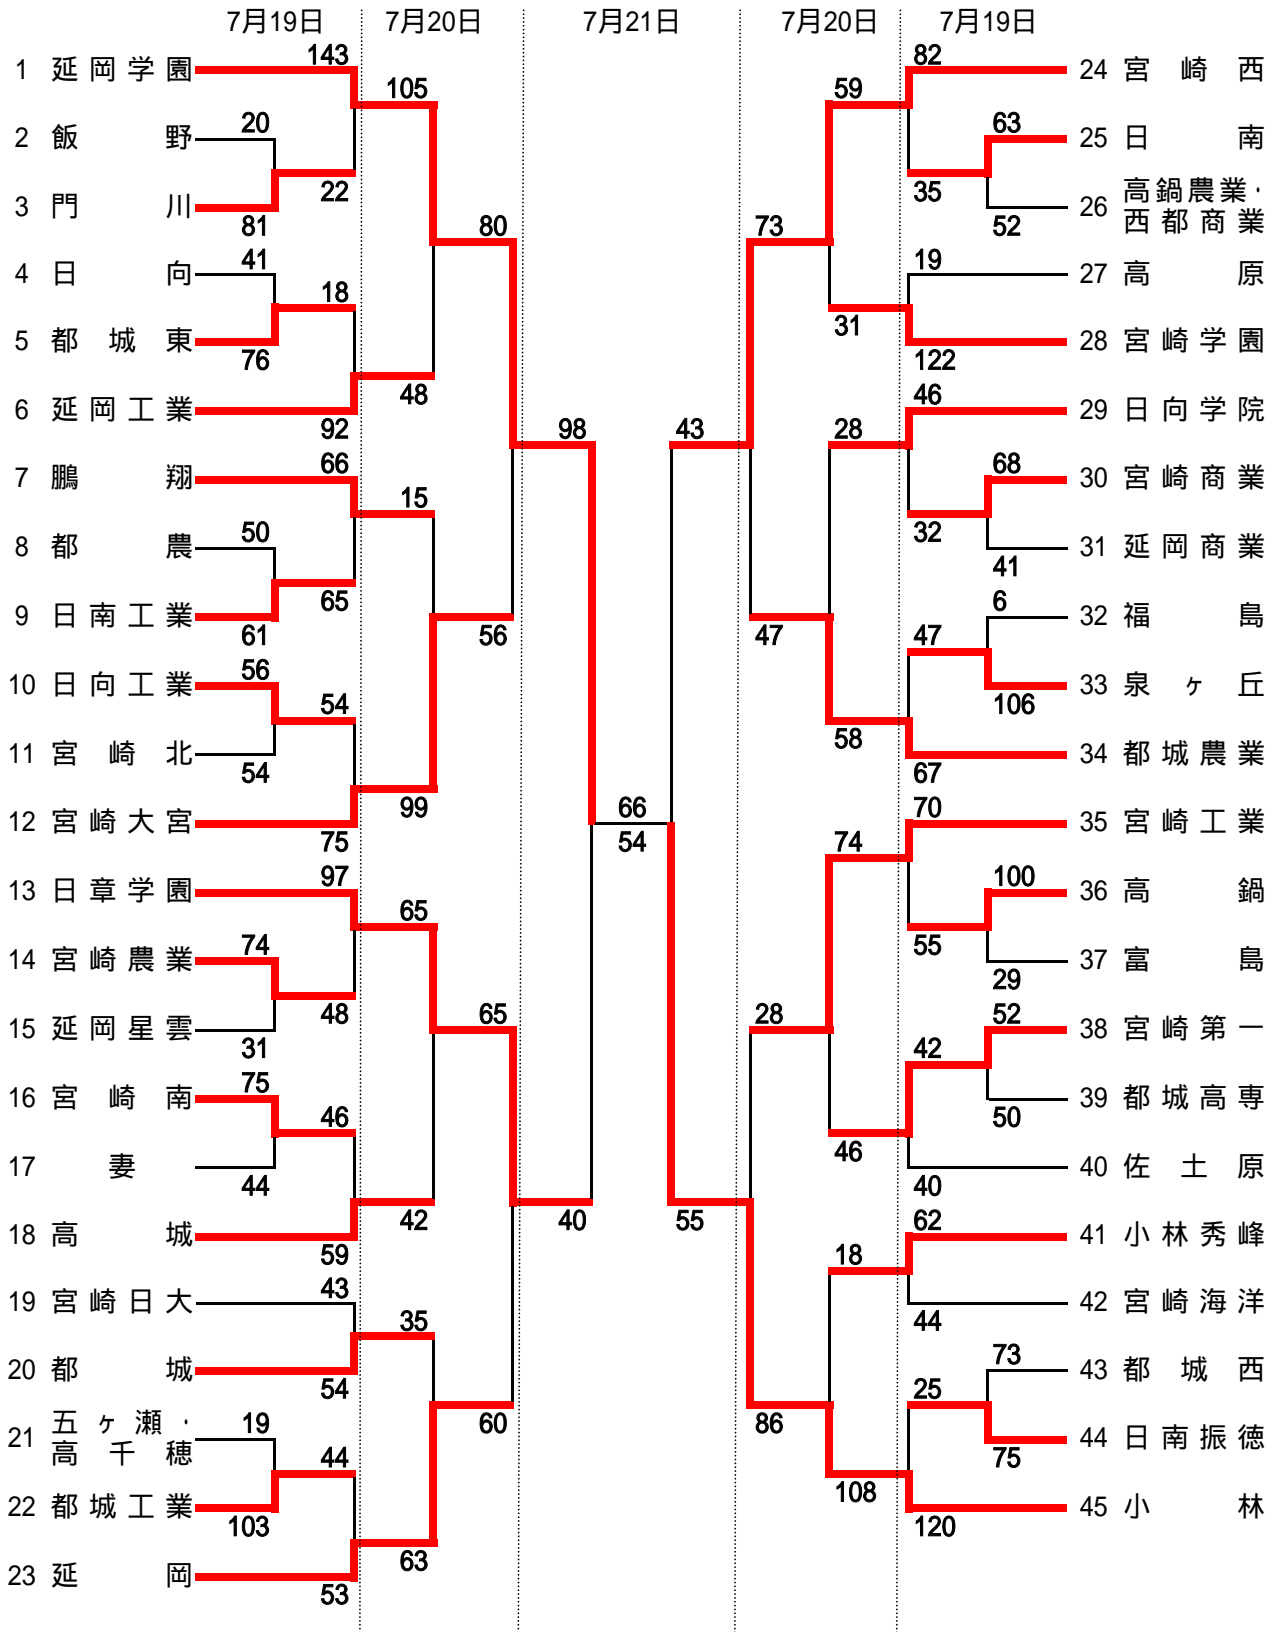 7月19日 7月20日 7月21日 7月20日 7月19日
1 延岡学園
2 飯野
3 門川
4 日向
5 都城東
6 延岡工業
7 鵬翔
8 都農
9 日南工業
10 日向工業
11 宮崎北
12 宮崎大宮
13 日章学園
14 宮崎農業
15 延岡星雲
16 宮崎南
17 妻
18 高城
19 宮崎日大
20 都城
21 五ヶ瀬・
高千穂
22 都城工業
23 延岡
143
20
22
81
41
18
76
92
66
50
65
61
56
54
54
75
97
74
48
31
75
46
44
59
43
54
19
44
103
53
105
48
15
99
65
42
35
63
80
56
65
60
98
40
66
54
43
55
73
47
28
86
59
31
28
58
74
46
18
108
82
63
35
52
19
122
46
68
32
41
6
47
106
67
70
100
55
29
52
42
50
40
62
44
73
25
75
120
24 宮崎西
25 日南
26 高鍋農業・
西都商業
27 高原
28 宮崎学園
29 日向学院
30 宮崎商業
31 延岡商業
32 福島
33 泉ヶ丘
34 都城農業
35 宮崎工業
36 高鍋
37 富島
38 宮崎第一
39 都城高専
40 佐土原
41 小林秀峰
42 宮崎海洋
43 都城西
44 日南振徳
45 小林